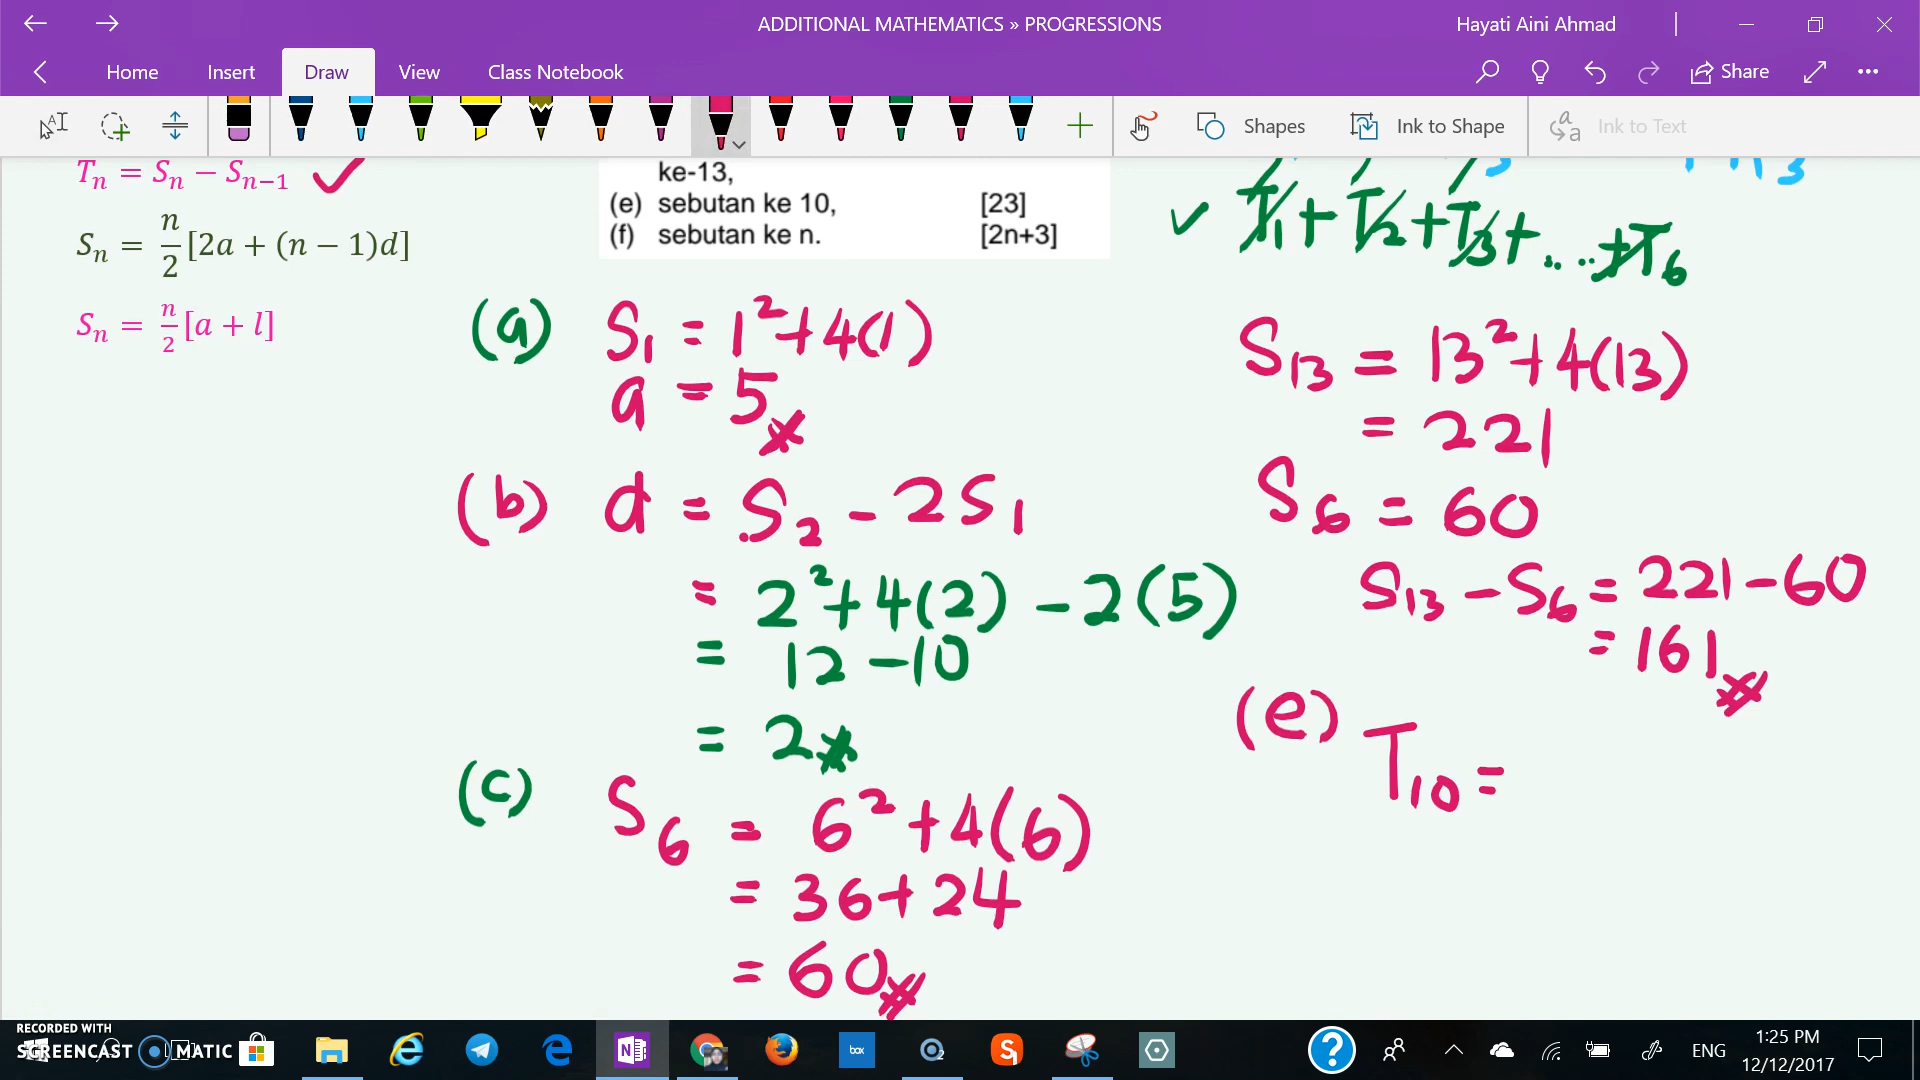 ADDITIONAL MATHEMATICS » PROGRESSIONS
Hayati Aini Ahmad
Home Insert Draw View Class Notebook
Share
Shapes Ink to Shape Ink to Text
Tn = Sn − Sn−1
Sn = n/2 [2a + (n − 1)d]
Sn = n/2 [a + l]
ke-13,
(e) sebutan ke 10, [23]
(f) sebutan ke n. [2n+3]
(a) S1 = 1² + 4(1)
a = 5
(b) d = S2 - 2S1
= 2² + 4(2) - 2(5)
= 12 - 10
= 2
(c) S6 = 6² + 4(6)
= 36 + 24
= 60
T1 + T2 + T3 + ... + T6
S13 = 13² + 4(13)
= 221
S6 = 60
S13 - S6 = 221 - 60
= 161
(e) T10 =
RECORDED WITH
SCREENCAST MATIC
box
ENG
1:25 PM
12/12/2017